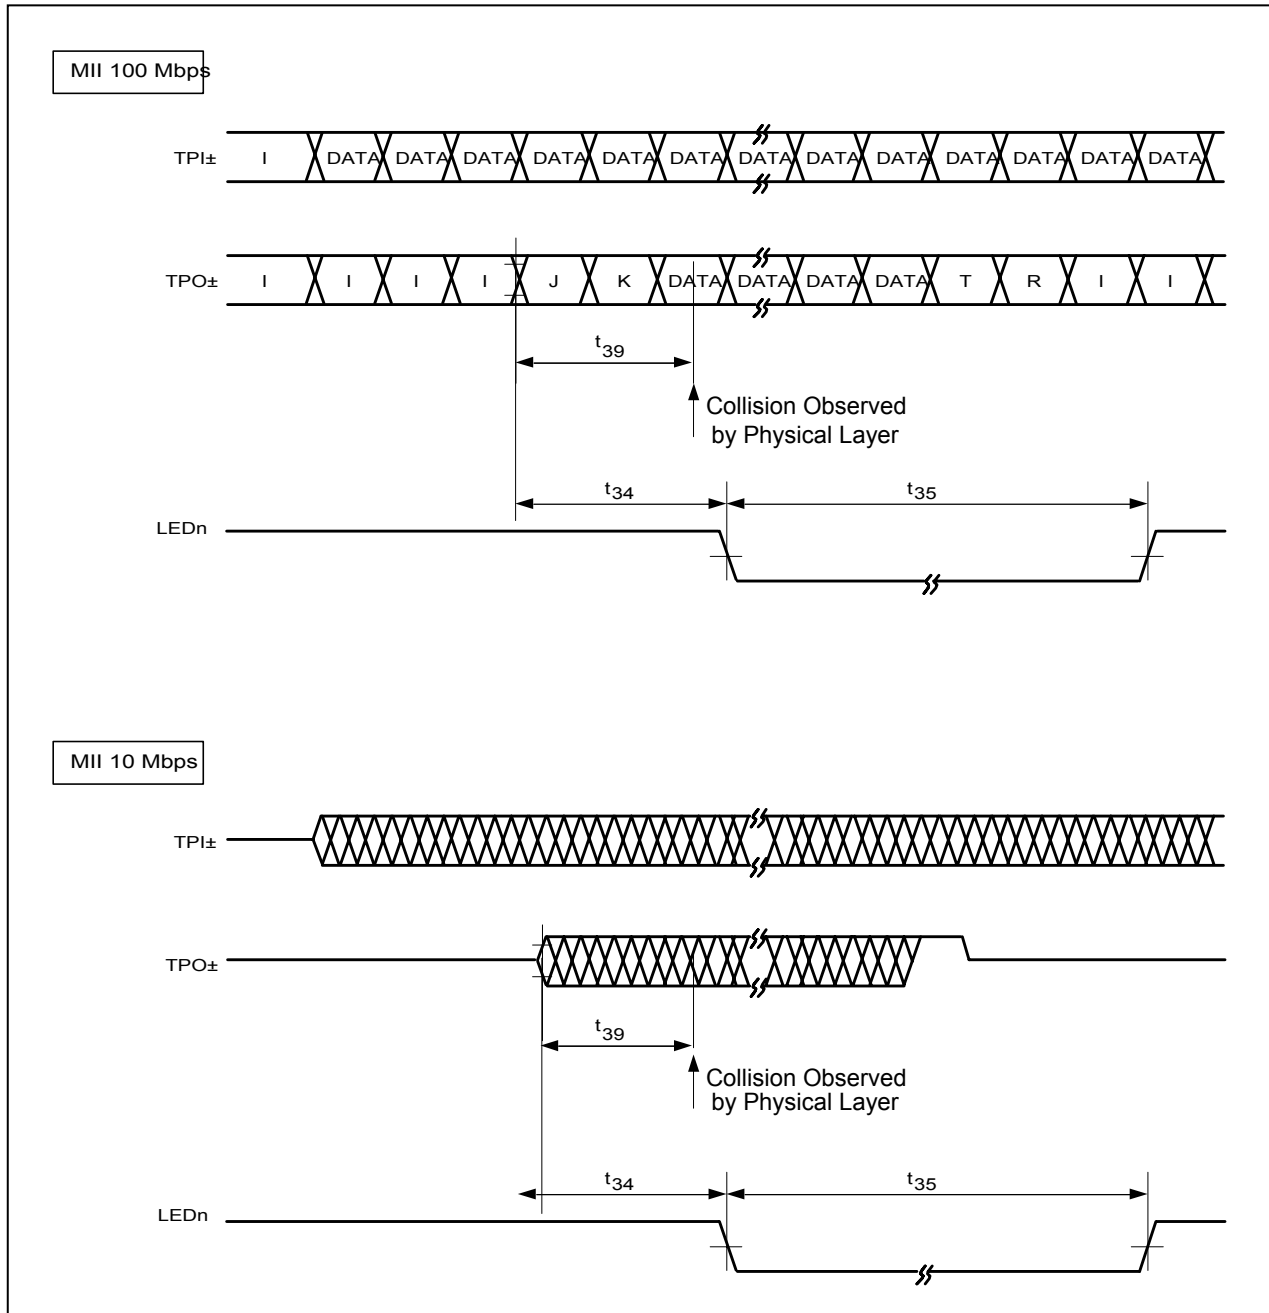 MII 100 Mbps
TPI± I DATA DATA DATA DATA DATA DATA DATA DATA DATA DATA DATA DATA DATA
TPO± I I I I J K DATA DATA DATA DATA T R I I
t39
Collision Observed
by Physical Layer
t34 t35
LEDn
MII 10 Mbps
TPI±
TPO±
t39
Collision Observed
by Physical Layer
t34 t35
LEDn